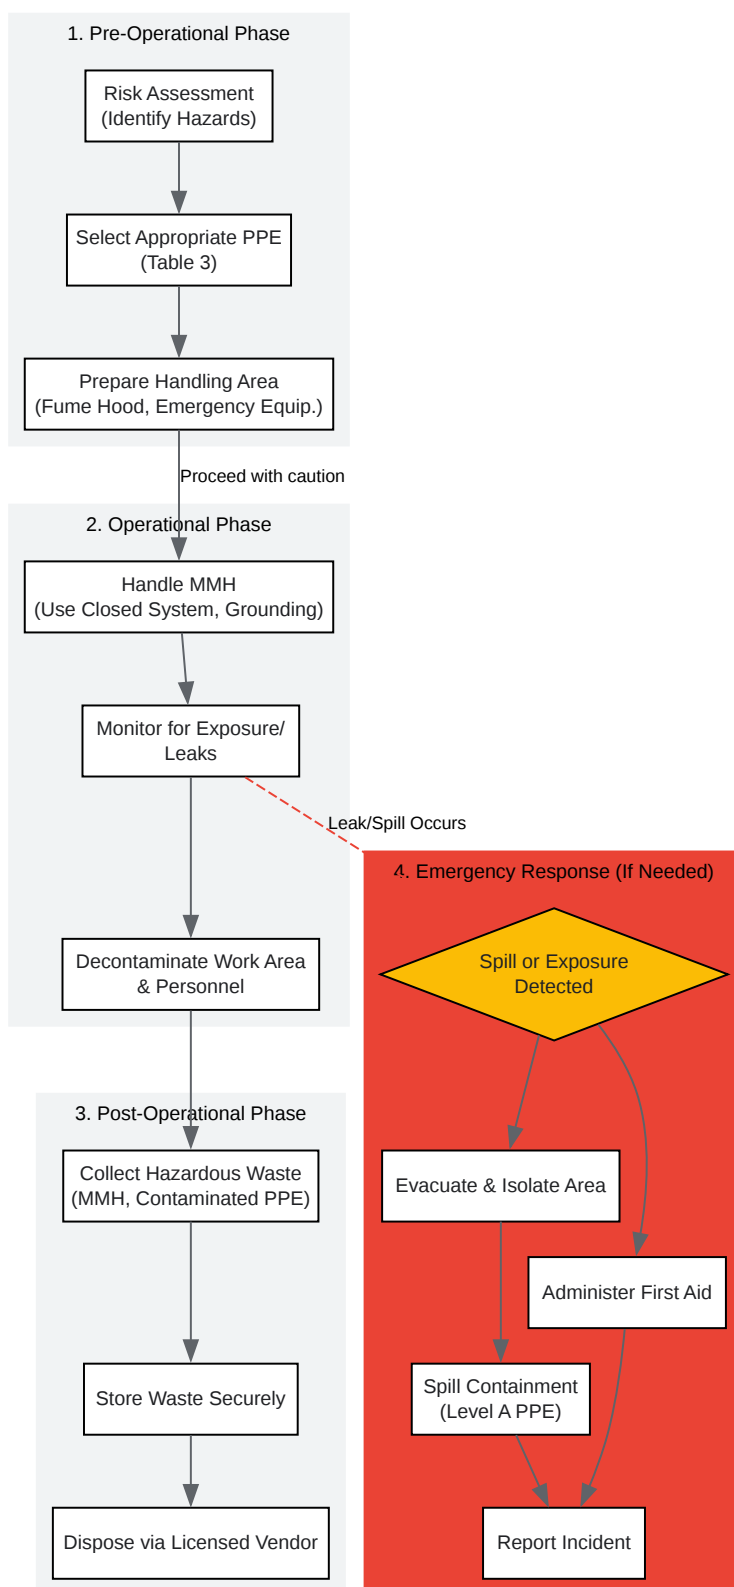 1. Pre-Operational Phase
Risk Assessment
(Identify Hazards)
Select Appropriate PPE
(Table 3)
Prepare Handling Area
(Fume Hood, Emergency Equip.)
Proceed with caution
2. Operational Phase
Handle MMH
(Use Closed System, Grounding)
Monitor for Exposure/
Leaks
Leak/Spill Occurs
Decontaminate Work Area
& Personnel
4. Emergency Response (If Needed)
Spill or Exposure
Detected
3. Post-Operational Phase
Collect Hazardous Waste
(MMH, Contaminated PPE)
Evacuate & Isolate Area
Administer First Aid
Store Waste Securely
Spill Containment
(Level A PPE)
Dispose via Licensed Vendor
Report Incident